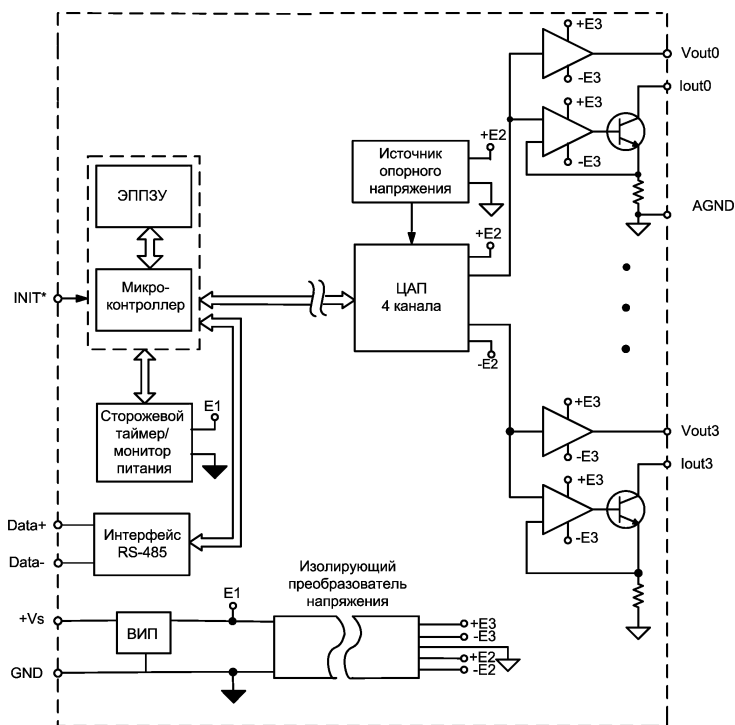 +E3
Vout0
-E3
Iout0
+E3
-E3
+E2
Источник
опорного
напряжения
ЭППЗУ
AGND
+E2
INIT*
Микро-
контроллер
ЦАП
4 канала
-E2
Сторожевой
таймер/
монитор
питания
E1
+E3
Vout3
-E3
Iout3
+E3
-E3
Data+
Data-
Интерфейс
RS-485
Изолирующий
преобразователь
напряжения
E1
+Vs
ВИП
GND
+E3
-E3
+E2
-E2